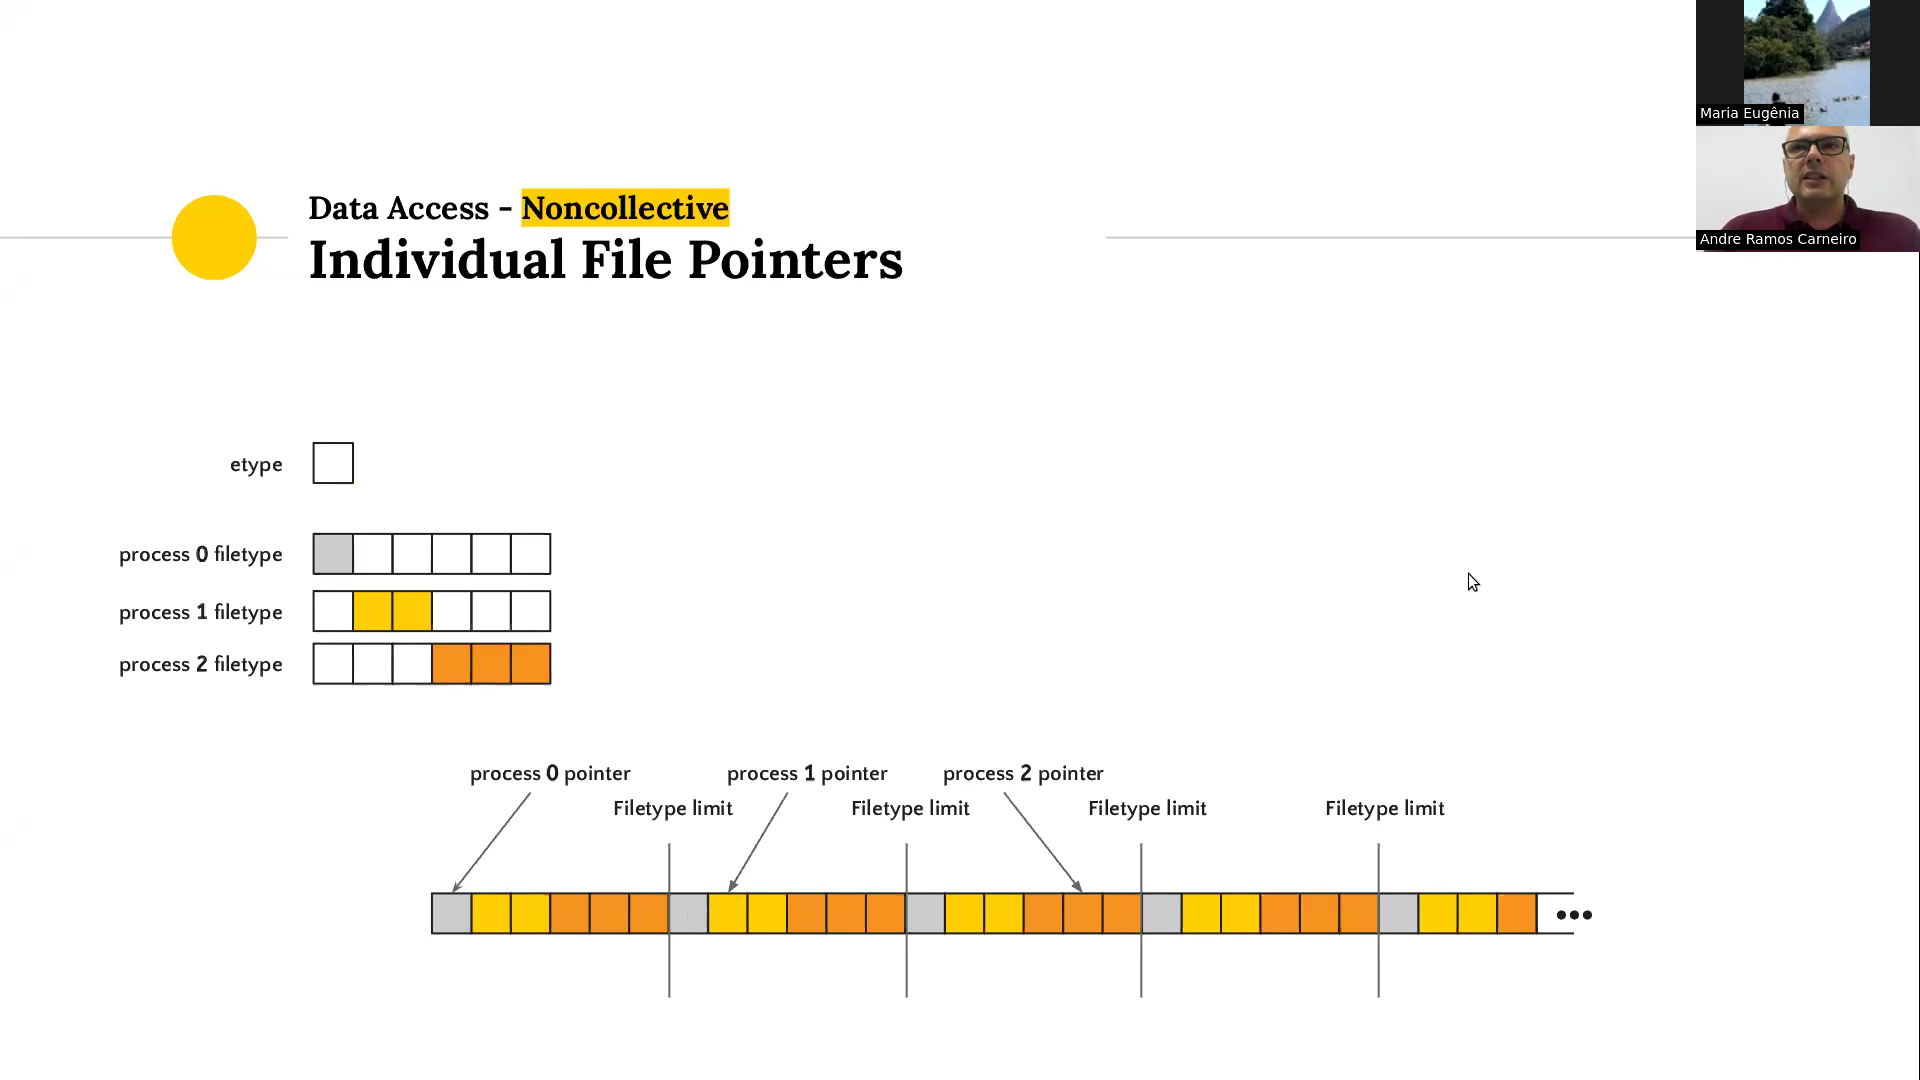 Maria Eugênia
Andre Ramos Carneiro
Data Access - Noncollective
Individual File Pointers
etype
process 0 filetype
process 1 filetype
process 2 filetype
process 0 pointer
process 1 pointer
process 2 pointer
Filetype limit
Filetype limit
Filetype limit
Filetype limit